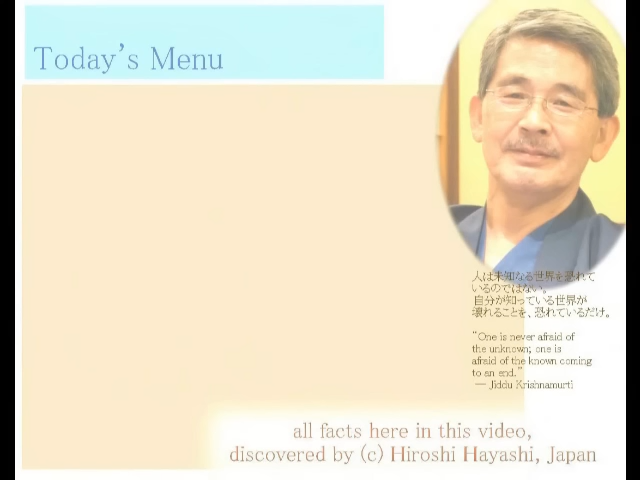 Today's Menu
人は未知なる世界を恐れて
いるのではない。
自分が知っている世界が
壊れることを、恐れているだけ。
"One is never afraid of
the unknown; one is
afraid of the known coming
to an end."
— Jiddu Krishnamurti
all facts here in this video,
discovered by (c) Hiroshi Hayashi, Japan